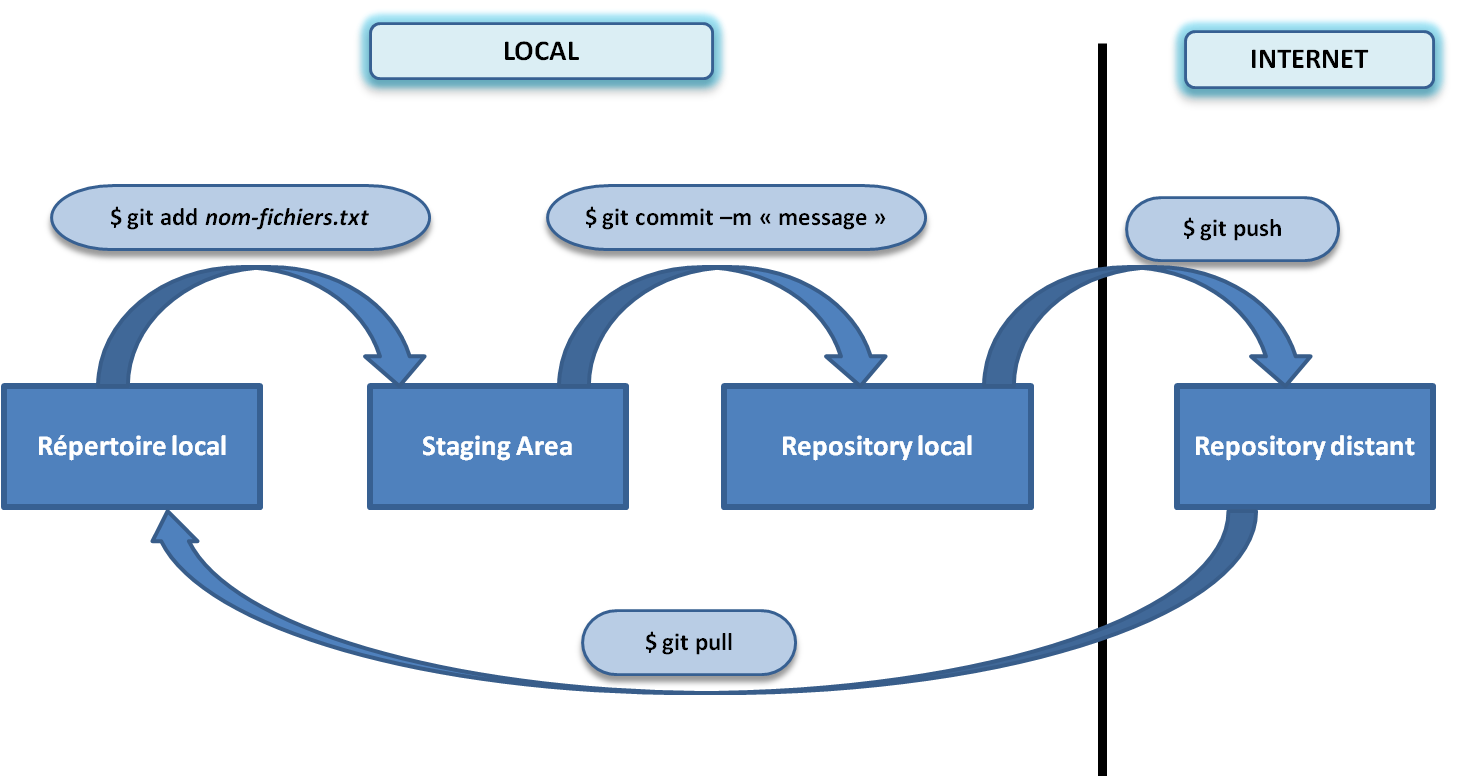 LOCAL
INTERNET
$ git add nom-fichiers.txt
$ git commit –m « message »
$ git push
Répertoire local
Staging Area
Repository local
Repository distant
$ git pull